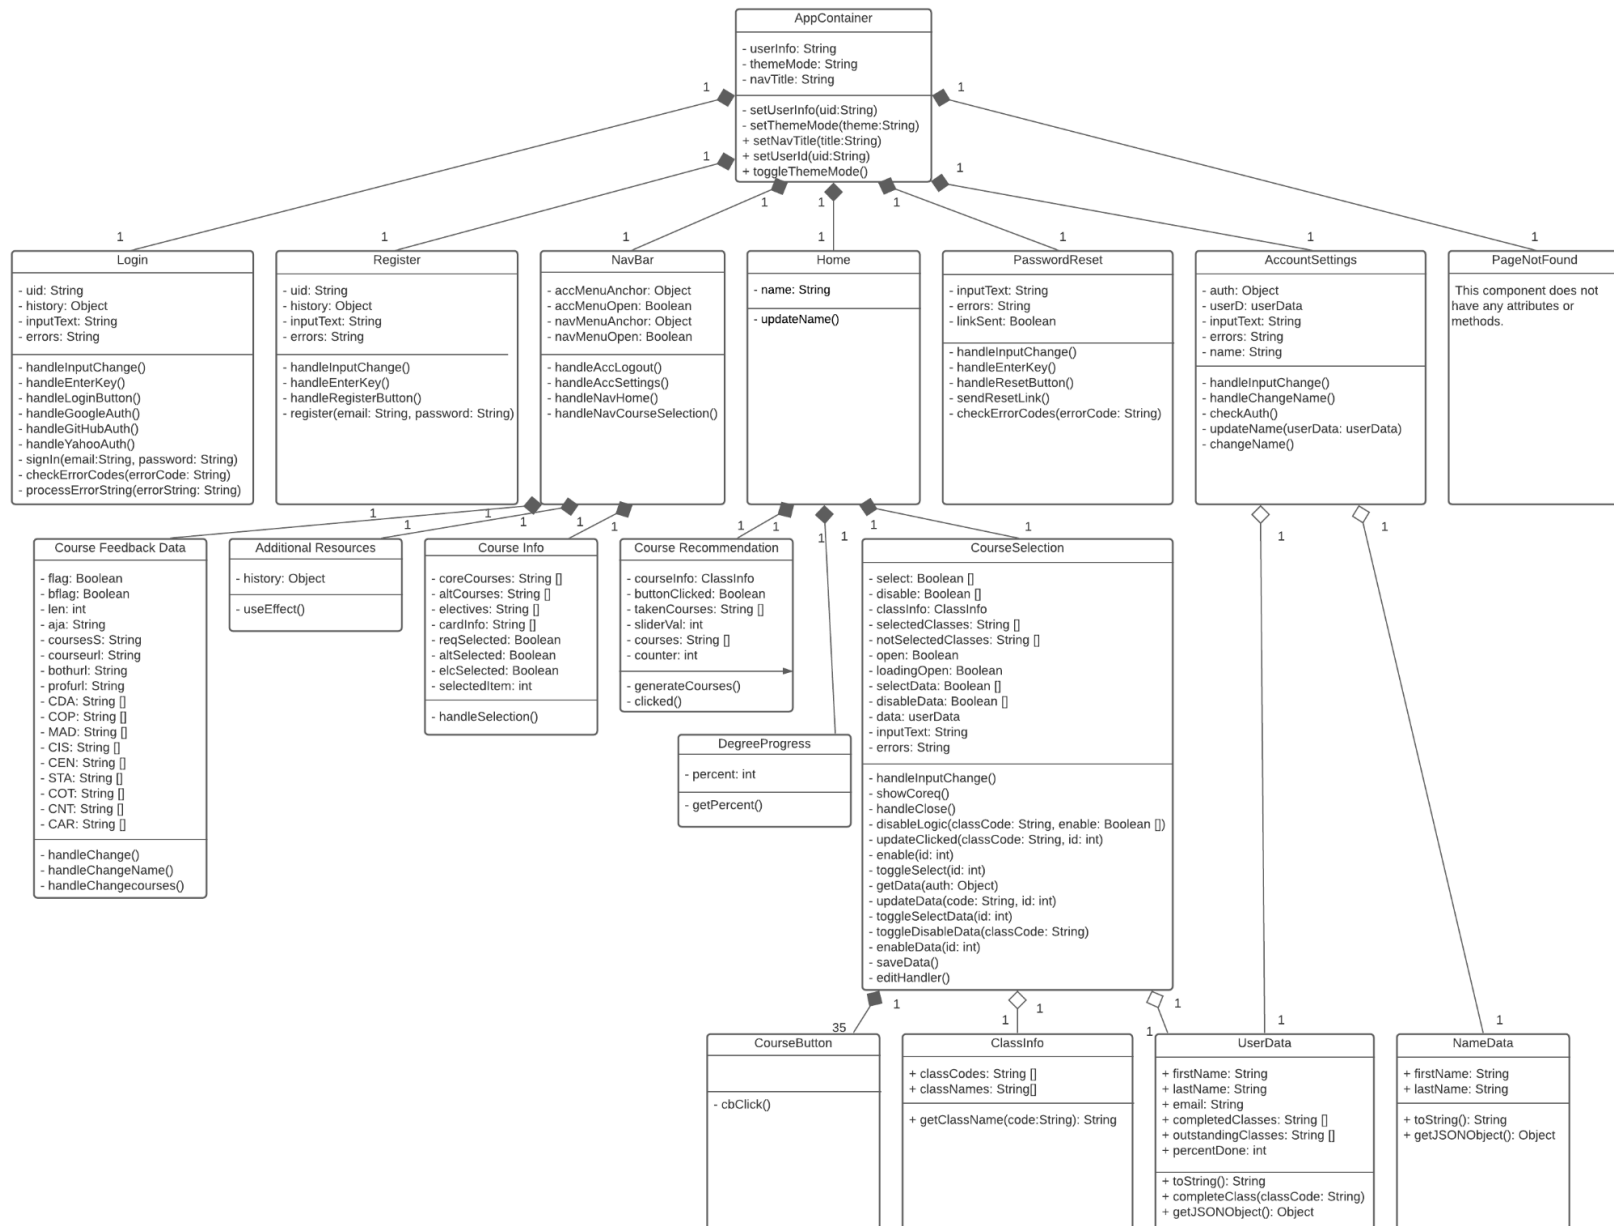 AppContainer
- userInfo: String
- themeMode: String
- navTitle: String
- setUserInfo(uid:String)
- setThemeMode(theme:String)
+ setNavTitle(title:String)
+ setUserId(uid:String)
+ toggleThemeMode()
1
1
1
1
1
1
1
1
1
1
1
1
1
1
Login
- uid: String
- history: Object
- inputText: String
- errors: String
- handleInputChange()
- handleEnterKey()
- handleLoginButton()
- handleGoogleAuth()
- handleGitHubAuth()
- handleYahooAuth()
- signIn(email:String, password: String)
- checkErrorCodes(errorCode: String)
- processErrorString(errorString: String)
Register
- uid: String
- history: Object
- inputText: String
- errors: String
- handleInputChange()
- handleEnterKey()
- handleRegisterButton()
- register(email: String, password: String)
NavBar
- accMenuAnchor: Object
- accMenuOpen: Boolean
- navMenuAnchor: Object
- navMenuOpen: Boolean
- handleAccLogout()
- handleAccSettings()
- handleNavHome()
- handleNavCourseSelection()
Home
- name: String
- updateName()
PasswordReset
- inputText: String
- errors: String
- linkSent: Boolean
- handleInputChange()
- handleEnterKey()
- handleResetButton()
- sendResetLink()
- checkErrorCodes(errorCode: String)
AccountSettings
- auth: Object
- userD: userData
- inputText: String
- errors: String
- name: String
- handleInputChange()
- handleChangeName()
- checkAuth()
- updateName(userData: userData)
- changeName()
PageNotFound
This component does not
have any attributes or
methods.
1
1
1
1
1
1
1
1
1
1
1
1
1
1
Course Feedback Data
- flag: Boolean
- bflag: Boolean
- len: int
- aja: String
- coursesS: String
- courseurl: String
- bothurl: String
- profurl: String
- CDA: String []
- COP: String []
- MAD: String []
- CIS: String []
- CEN: String []
- STA: String []
- COT: String []
- CNT: String []
- CAR: String []
- handleChange()
- handleChangeName()
- handleChangecourses()
Additional Resources
- history: Object
- useEffect()
Course Info
- coreCourses: String []
- altCourses: String []
- electives: String []
- cardInfo: String []
- reqSelected: Boolean
- altSelected: Boolean
- elcSelected: Boolean
- selectedItem: int
- handleSelection()
Course Recommendation
- courseInfo: ClassInfo
- buttonClicked: Boolean
- takenCourses: String []
- sliderVal: int
- courses: String []
- counter: int
- generateCourses()
- clicked()
DegreeProgress
- percent: int
- getPercent()
CourseSelection
- select: Boolean []
- disable: Boolean []
- classInfo: ClassInfo
- selectedClasses: String []
- notSelectedClasses: String []
- open: Boolean
- loadingOpen: Boolean
- selectData: Boolean []
- disableData: Boolean []
- data: userData
- inputText: String
- errors: String
- handleInputChange()
- showCoreq()
- handleClose()
- disableLogic(classCode: String, enable: Boolean [])
- updateClicked(classCode: String, id: int)
- enable(id: int)
- toggleSelect(id: int)
- getData(auth: Object)
- updateData(code: String, id: int)
- toggleSelectData(id: int)
- toggleDisableData(classCode: String)
- enableData(id: int)
- saveData()
- editHandler()
1
35
1
1
1
1
1
1
CourseButton
- cbClick()
ClassInfo
+ classCodes: String []
+ classNames: String[]
+ getClassName(code:String): String
UserData
+ firstName: String
+ lastName: String
+ email: String
+ completedClasses: String []
+ outstandingClasses: String []
+ percentDone: int
+ toString(): String
+ completeClass(classCode: String)
+ getJSONObject(): Object
NameData
+ firstName: String
+ lastName: String
+ toString(): String
+ getJSONObject(): Object